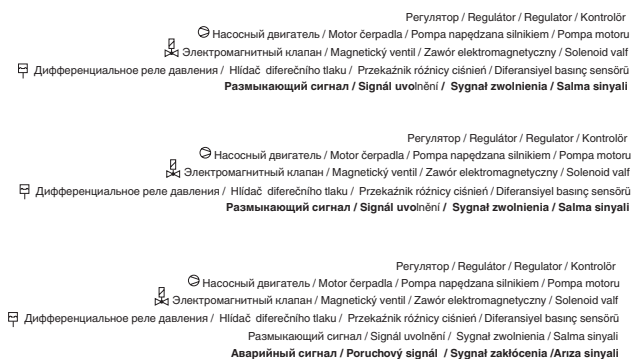 Регулятор / Regulátor / Regulator / Kontrolör
Насосный двигатель / Motor čerpadla / Pompa napędzana silnikiem / Pompa motoru
Электромагнитный клапан / Magnetický ventil / Zawór elektromagnetyczny / Solenoid valf
Дифференциальное реле давления / Hlídač diferečního tlaku / Przekaźnik różnicy ciśnień / Diferansiyel basınç sensörü
Размыкающий сигнал / Signál uvolnění / Sygnał zwolnienia / Salma sinyali
Регулятор / Regulátor / Regulator / Kontrolör
Насосный двигатель / Motor čerpadla / Pompa napędzana silnikiem / Pompa motoru
Электромагнитный клапан / Magnetický ventil / Zawór elektromagnetyczny / Solenoid valf
Дифференциальное реле давления / Hlídač diferečního tlaku / Przekaźnik różnicy ciśnień / Diferansiyel basınç sensörü
Размыкающий сигнал / Signál uvolnění / Sygnał zwolnienia / Salma sinyali
Регулятор / Regulátor / Regulator / Kontrolör
Насосный двигатель / Motor čerpadla / Pompa napędzana silnikiem / Pompa motoru
Электромагнитный клапан / Magnetický ventil / Zawór elektromagnetyczny / Solenoid valf
Дифференциальное реле давления / Hlídač diferečního tlaku / Przekaźnik różnicy ciśnień / Diferansiyel basınç sensörü
Размыкающий сигнал / Signál uvolnění / Sygnał zwolnienia / Salma sinyali
Аварийный сигнал / Poruchový signál / Sygnał zakłócenia /Arıza sinyali